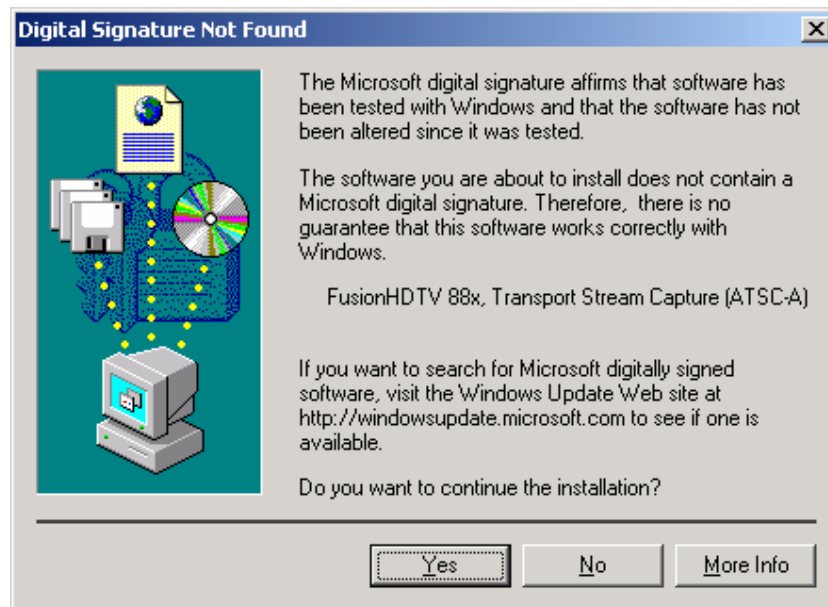 Digital Signature Not Found
The Microsoft digital signature affirms that software has
been tested with Windows and that the software has not
been altered since it was tested.
The software you are about to install does not contain a
Microsoft digital signature. Therefore, there is no
guarantee that this software works correctly with
Windows.
FusionHDTV 88x, Transport Stream Capture (ATSC-A)
If you want to search for Microsoft digitally signed
software, visit the Windows Update Web site at
http://windowsupdate.microsoft.com to see if one is
available.
Do you want to continue the installation?
Yes No More Info